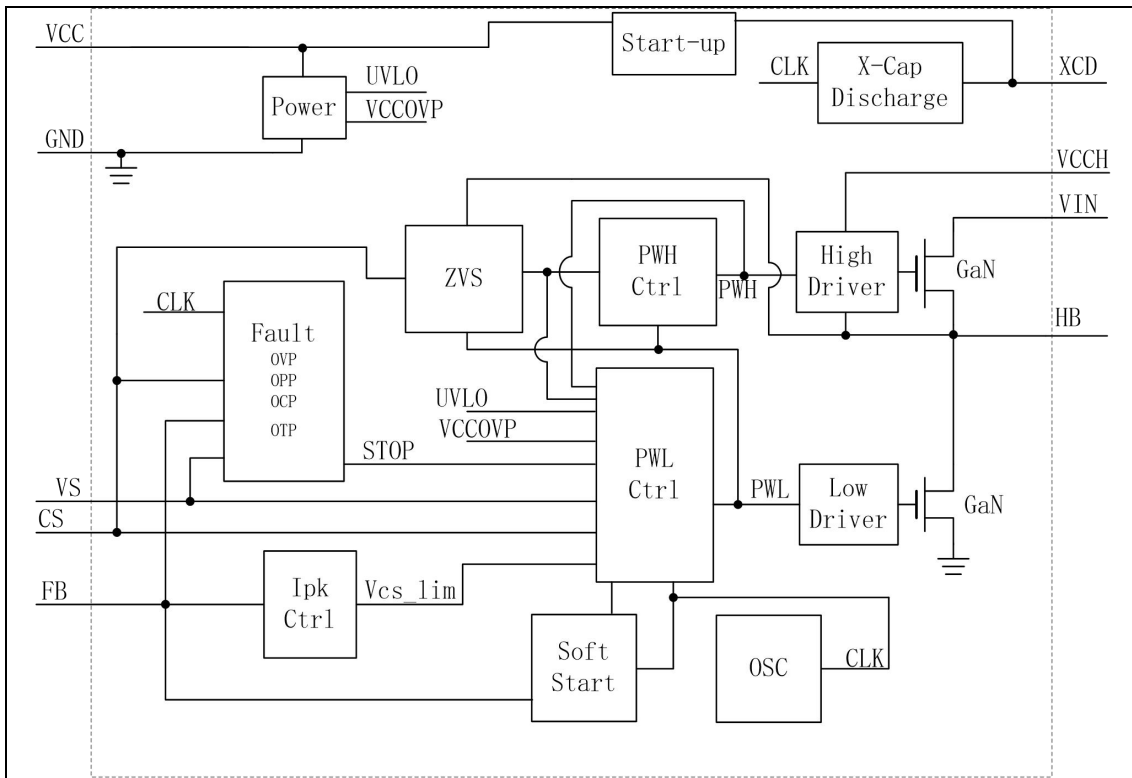 VCC
Start-up
CLK
X-Cap
Discharge
XCD
UVLO
Power
VCCOVP
GND
VCCH
VIN
ZVS
PWH
Ctrl
PWH
High
Driver
GaN
HB
CLK
Fault
OVP
OPP
OCP
OTP
UVLO
VCCOVP
STOP
PWL
Ctrl
PWL
Low
Driver
GaN
VS
CS
FB
Ipk
Ctrl
Vcs_lim
Soft
Start
OSC
CLK